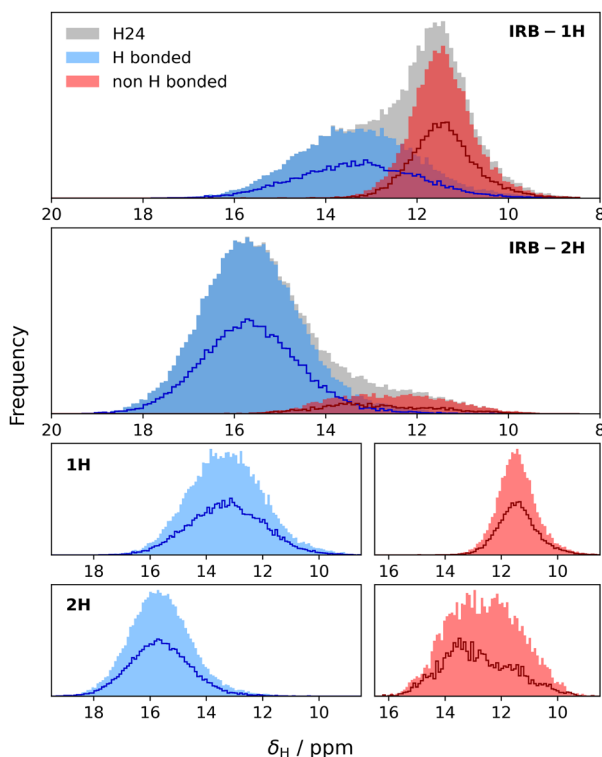 H24
H bonded
non H bonded
IRB – 1H
20 18 16 14 12 10 8
IRB – 2H
20 18 16 14 12 10 8
Frequency
1H
18 16 14 12 10
16 14 12 10
2H
18 16 14 12 10
16 14 12 10
δH / ppm